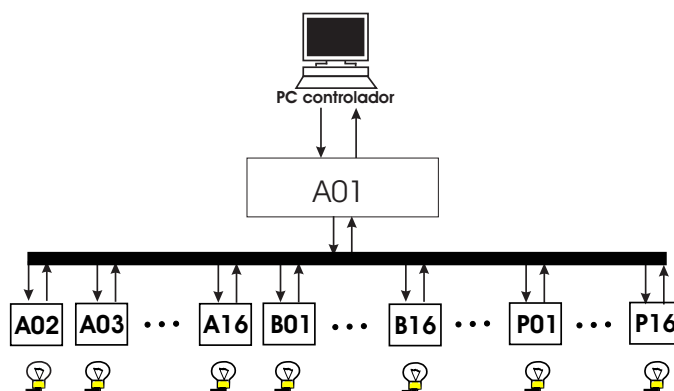 PC controlador
A01
A02 A03 ••• A16 B01 ••• B16 ••• P01 ••• P16